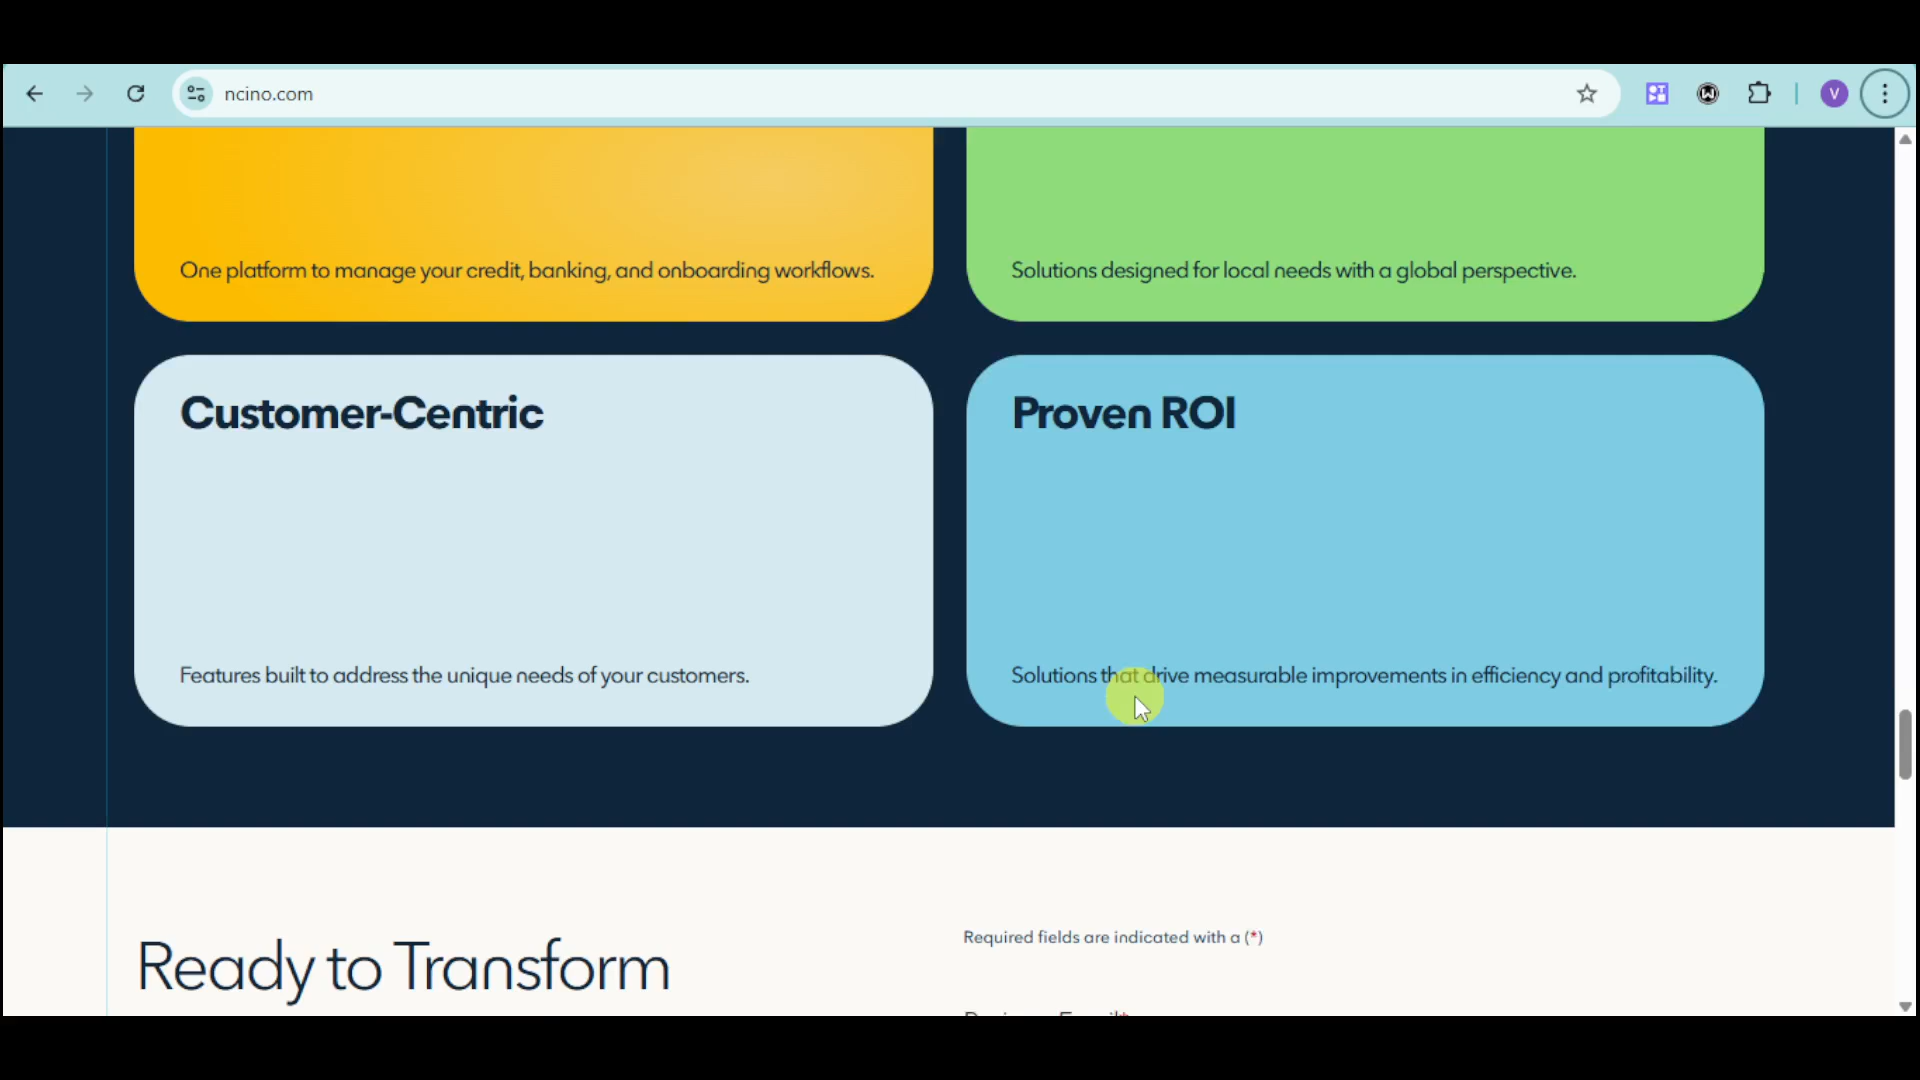 ncino.com
V
One platform to manage your credit, banking, and onboarding workflows.
Solutions designed for local needs with a global perspective.
Customer-Centric
Proven ROI
Features built to address the unique needs of your customers.
Solutions that drive measurable improvements in efficiency and profitability.
Ready to Transform
Required fields are indicated with a (*)